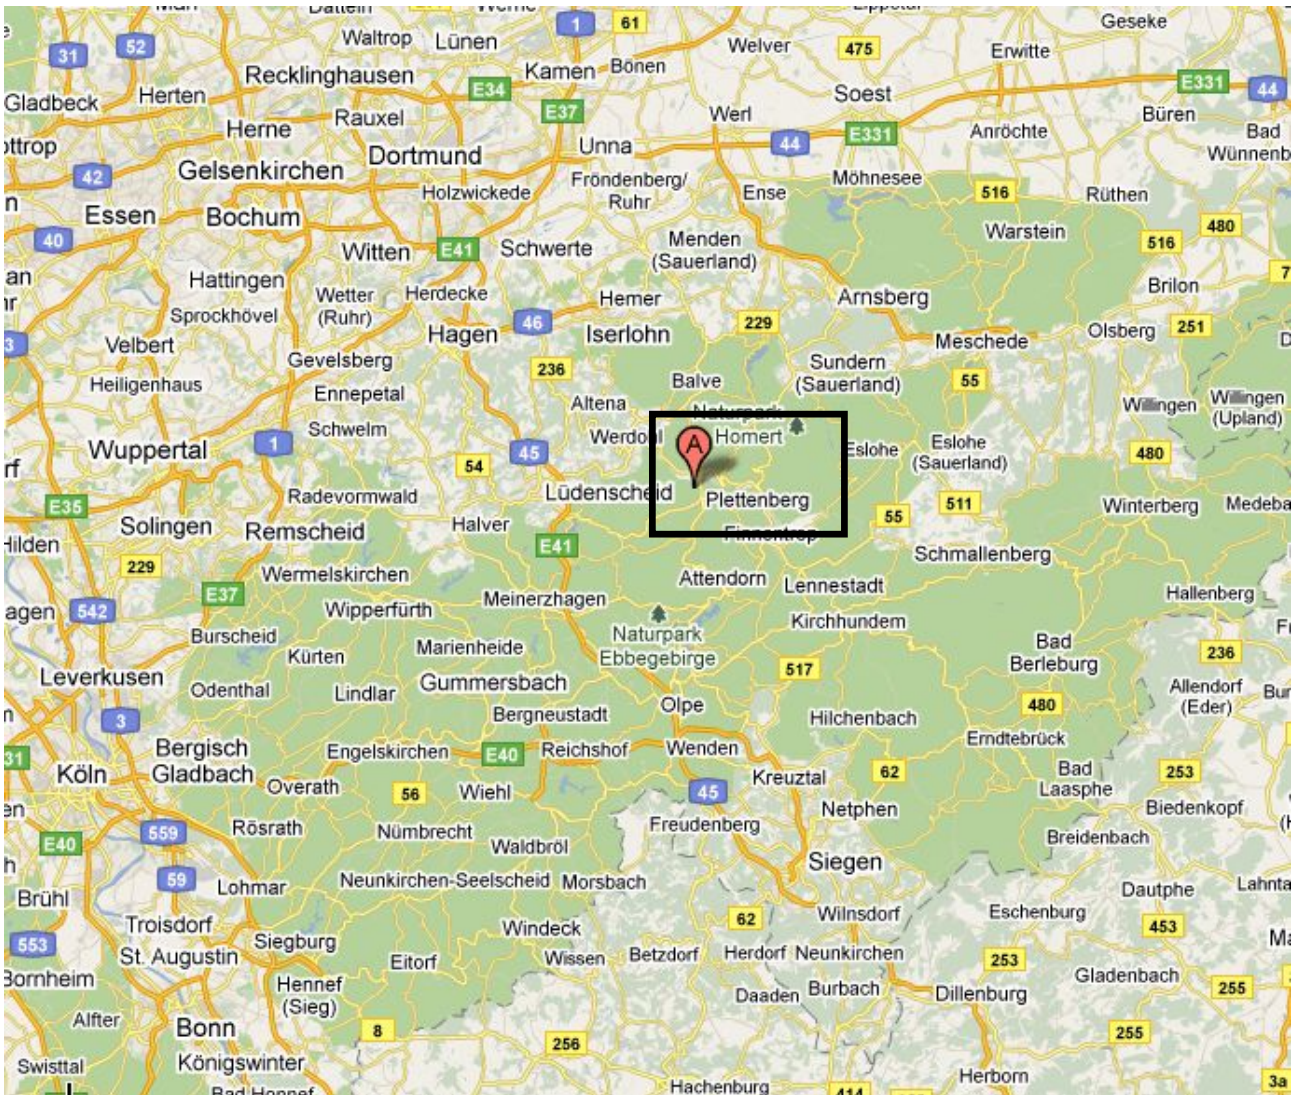 Waltrop
Lünen
1
61
Welver
475
Erwitte
Geseke
31
52
Recklinghausen
Kamen
Bönen
Soest
E331
44
Gladbeck
Herten
E34
E37
Rauxel
Werl
Büren
Herne
Unna
44
E331
Anröchte
Bad
Dortmund
Gelsenkirchen
42
Fröndenberg/
Ruhr
Holzwickede
Möhnesee
Ense
516
Rüthen
Essen
Bochum
40
Witten
E41
Schwerte
Menden
(Sauerland)
Warstein
516
480
Hattingen
Wetter
(Ruhr)
Herdecke
Hemer
Arnsberg
Brilon
Sprockhövel
Hagen
46
Iserlohn
229
Meschede
Olsberg
251
Velbert
Gevelsberg
236
Sundern
(Sauerland)
55
Heiligenhaus
Ennepetal
Altena
Balve
Willingen
Willingen
(Upland)
Schwelm
Naturpark
Homert
Wuppertal
1
45
54
A
Eslohe
Eslohe
(Sauerland)
480
E35
Radevormwald
Lüdenscheid
Plettenberg
55
511
Winterberg
Solingen
Remscheid
Halver
Finnentrop
E41
Schmallenberg
229
Wermelskirchen
Attendorn
Lennestadt
E37
542
Wipperfürth
Meinerzhagen
Kirchhundem
Hallenberg
Burscheid
Kürten
Marienheide
Naturpark
Ebbegebirge
Bad
Berleburg
236
Leverkusen
Odenthal
Lindlar
Gummersbach
517
Allendorf
(Eder)
3
Bergneustadt
Olpe
Hilchenbach
480
Bergisch
Gladbach
Engelskirchen
E40
Reichshof
Wenden
Erndtebrück
Köln
Overath
56
Wiehl
45
Kreuztal
62
Bad
Laasphe
253
559
Rösrath
Nümbrecht
Freudenberg
Netphen
Biedenkopf
E40
Waldbröl
Siegen
Breidenbach
59
Lohmar
Neunkirchen-Seelscheid
Morsbach
Dautphe
Brühl
Troisdorf
Windeck
62
Wilnsdorf
Eschenburg
453
553
St. Augustin
Siegburg
Eitorf
Wissen
Betzdorf
Herdorf
Neunkirchen
253
Hennef
(Sieg)
Daaden
Burbach
Dillenburg
Gladenbach
255
Alfter
Bonn
8
256
255
Swisttal
Königswinter
Hachenburg
Herborn
3a